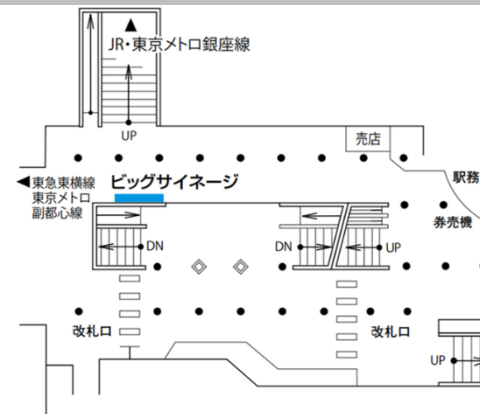 JR・東京メトロ銀座線
UP
売店
東急東横線
東京メトロ
副都心線
ビッグサイネージ
駅務
券売機
DN
DN
UP
改札口
改札口
UP